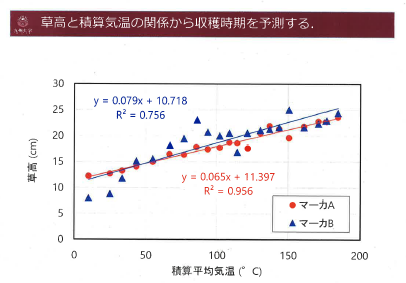 草高と積算気温の関係から収穫時期を予測する.
y = 0.079x + 10.718
R² = 0.756
y = 0.065x + 11.397
R² = 0.956
マーカA
マーカB
草高 (cm)
30
25
20
15
10
5
0
0 50 100 150 200
積算平均気温 (°C)